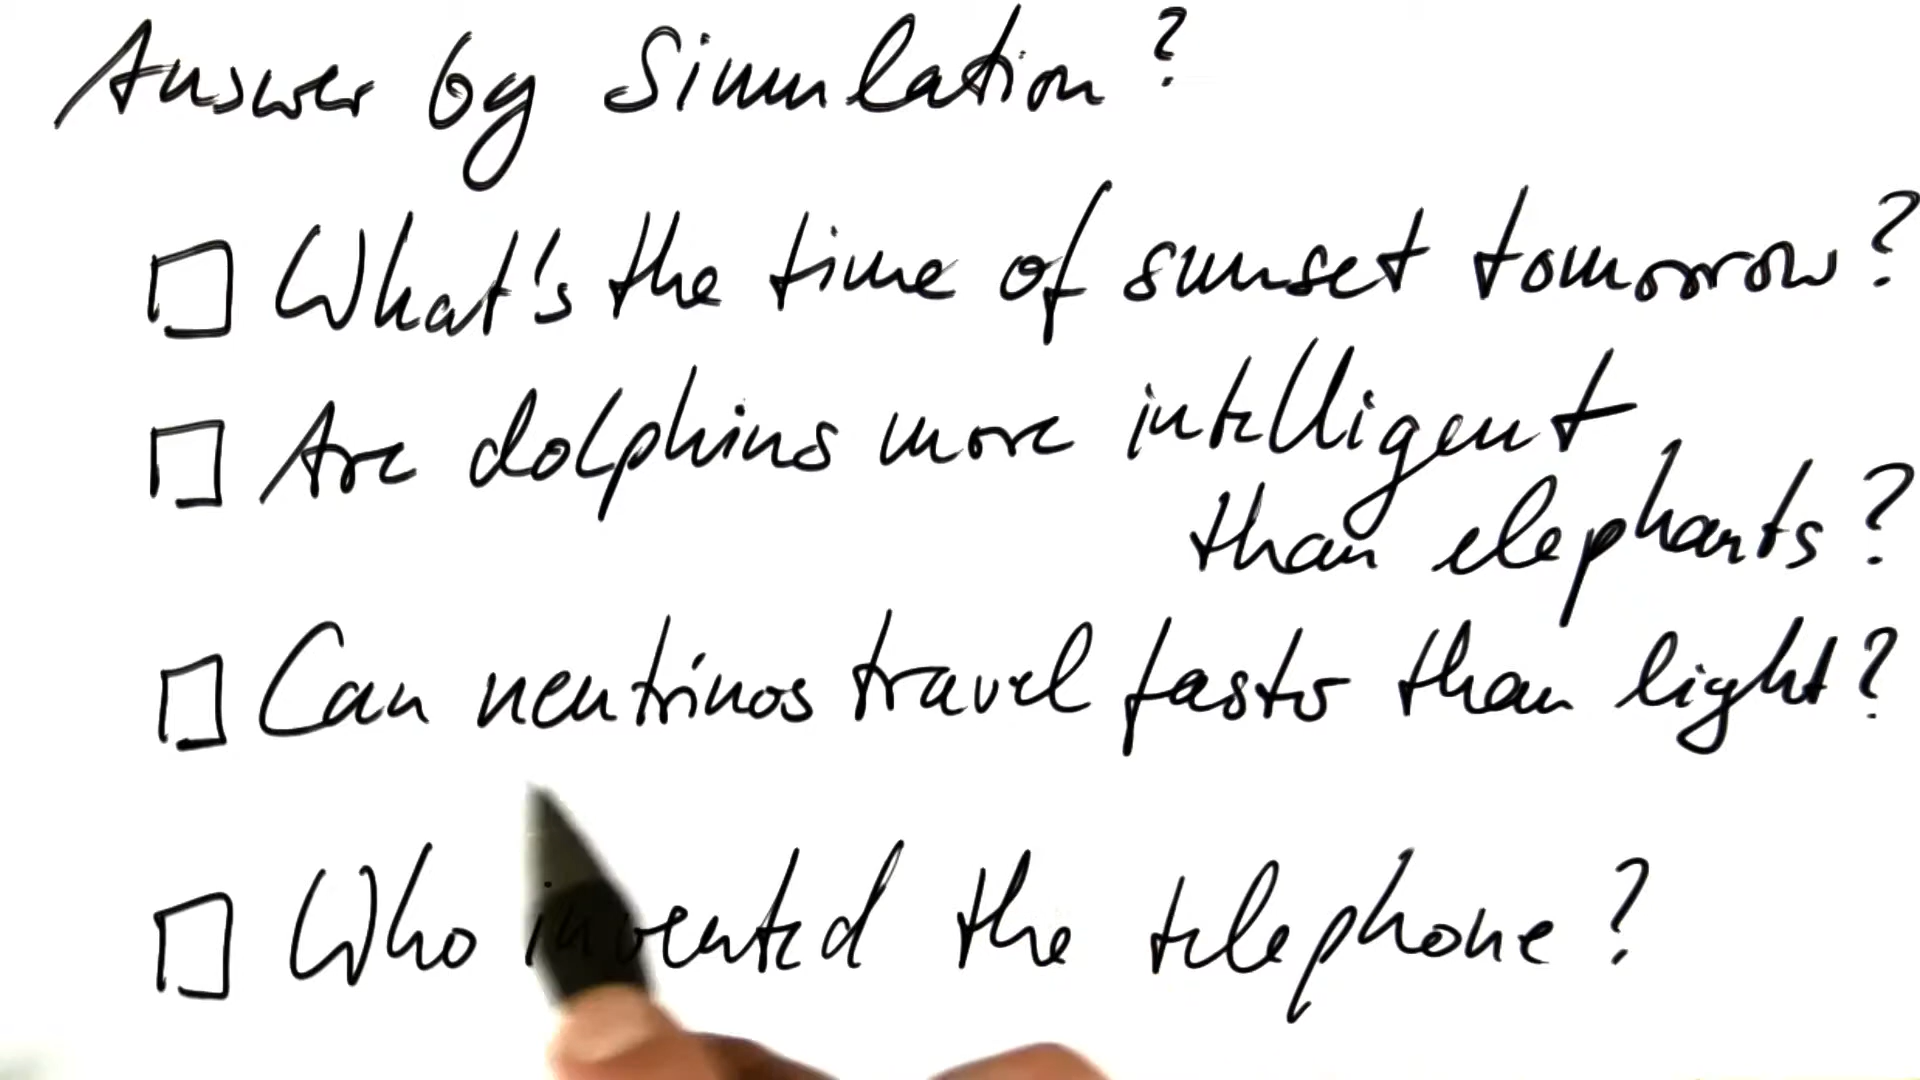 Answer by Simulation?
What's the time of sunset tomorrow?
Are dolphins more intelligent
than elephants?
Can neutrinos travel faster than light?
Who invented the telephone?